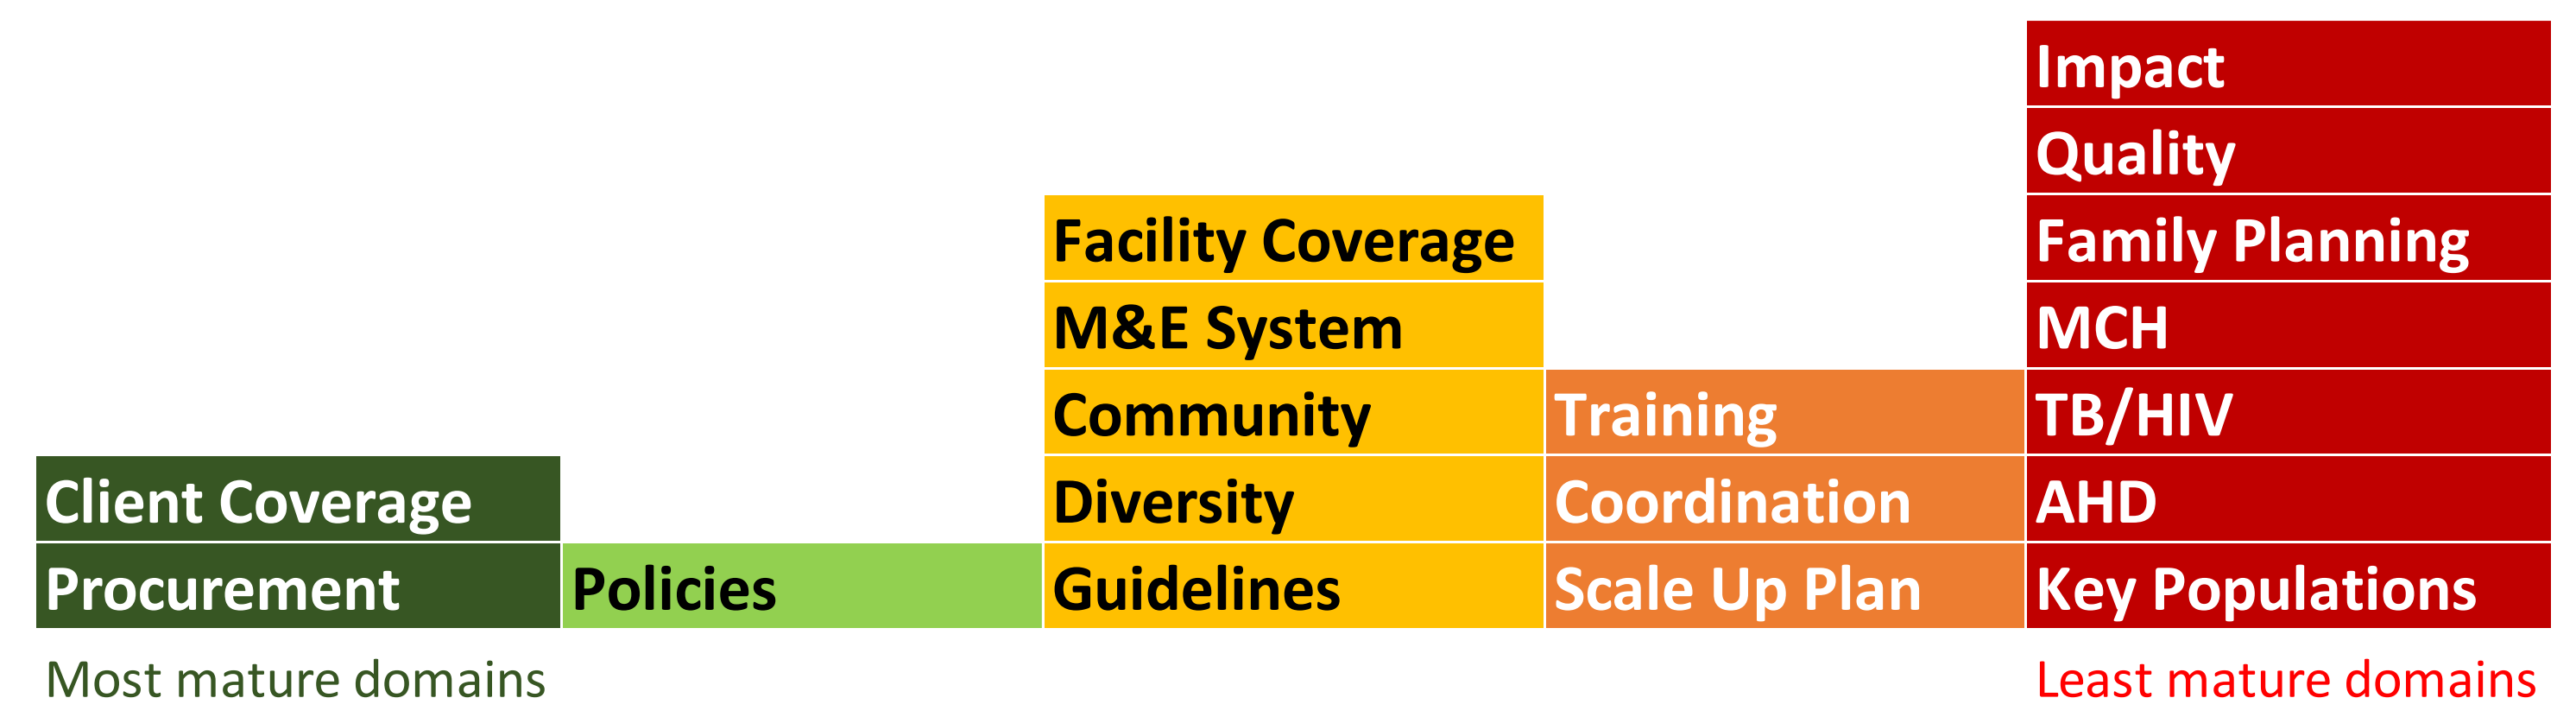 Impact
Quality
Facility Coverage
Family Planning
M&E System
MCH
Community
Training
TB/HIV
Client Coverage
Diversity
Coordination
AHD
Procurement
Policies
Guidelines
Scale Up Plan
Key Populations
Most mature domains
Least mature domains